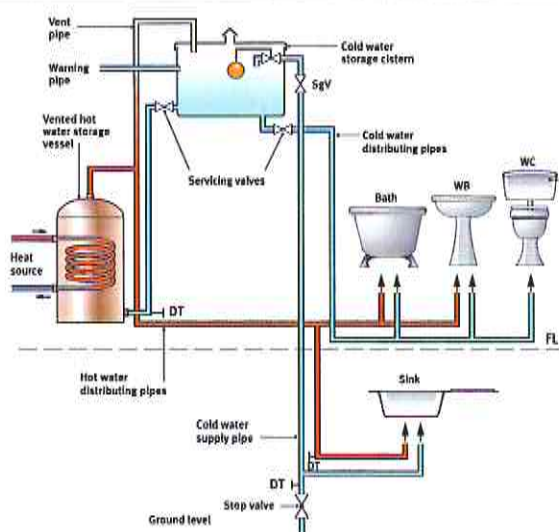 Vent
pipe
Warning
pipe
Vented hot
water storage
vessel
Cold water
storage cistern
SgV
Cold water
distributing pipes
Servicing valves
Bath
WB
WC
Heat
source
DT
FL
Hot water
distributing pipes
Sink
Cold water
supply pipe
DT
DT
Stop valve
Ground level